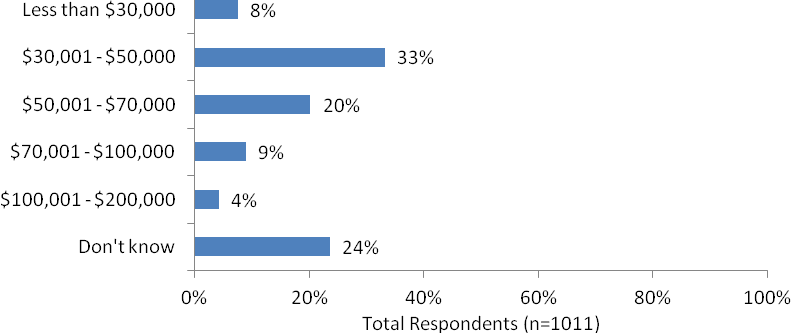 Less than $30,000 8%
$30,001 - $50,000 33%
$50,001 - $70,000 20%
$70,001 - $100,000 9%
$100,001 - $200,000 4%
Don't know 24%
0% 20% 40% 60% 80% 100%
Total Respondents (n=1011)